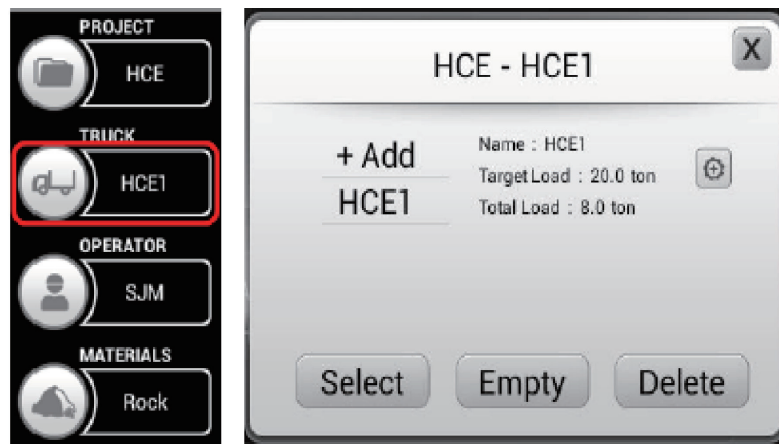 PROJECT
HCE
TRUCK
HCE1
OPERATOR
SJM
MATERIALS
Rock
HCE - HCE1
X
+ Add
HCE1
Name : HCE1
Target Load : 20.0 ton
Total Load : 8.0 ton
Select
Empty
Delete